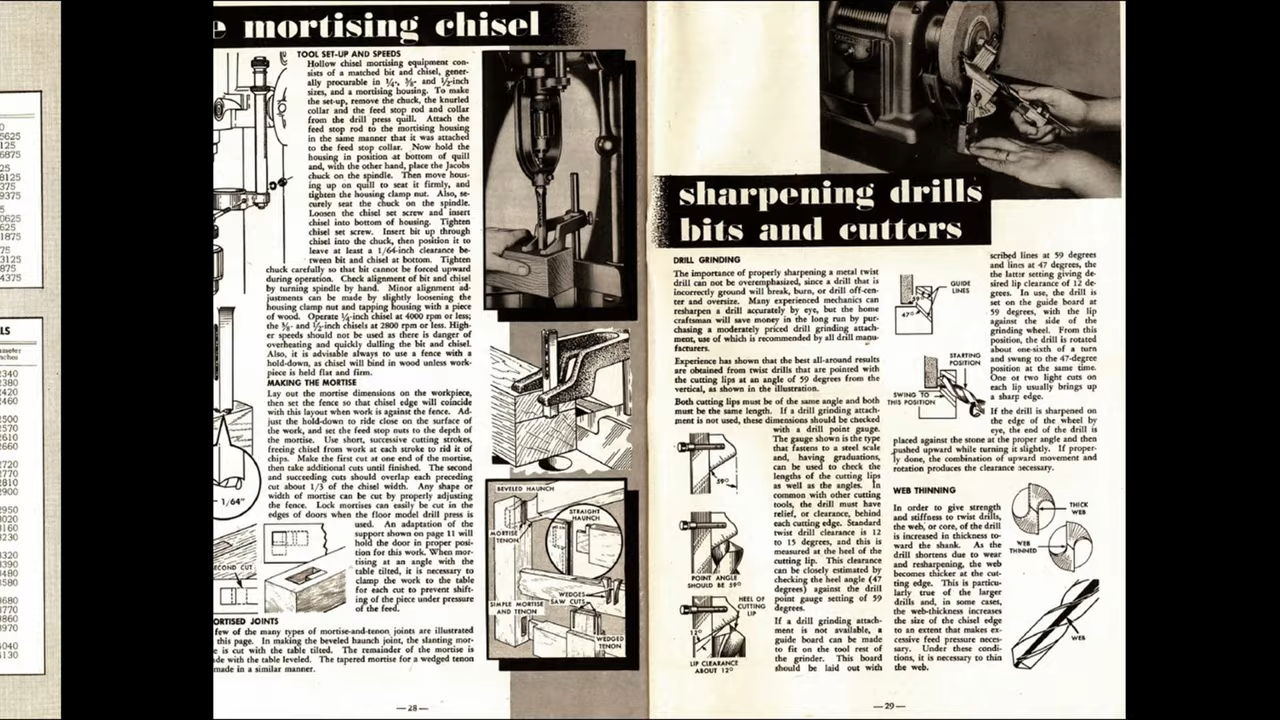 5625
125
6875
8125
375
9375
0625
625
1875
3125
4375
LS
2340
2380
2420
2460
2500
2570
2610
2660
2720
2770
2810
2900
2950
3020
3160
3230
3320
3390
3480
3580
3680
3770
3860
3970
4040
4130
e mortising chisel
TOOL SET-UP AND SPEEDS
Hollow chisel mortising equipment con-
sists of a matched bit and chisel, gener-
ally procurable in ¼-, ⅜- and ½-inch
sizes, and a mortising housing. To make
the set-up, remove the chuck, the knurled
collar and the feed stop rod and collar
from the drill press quill. Attach the
feed stop rod to the mortising housing
in the same manner that it was attached
to the feed stop collar. Now hold the
housing in position at bottom of quill
and, with the other hand, place the Jacobs
chuck on the spindle. Then move hous-
ing up on quill to seat it firmly, and
tighten the housing clamp nut. Also, se-
curely seat the chuck on the spindle.
Loosen the chisel set screw and insert
chisel into bottom of housing. Tighten
chisel set screw. Insert bit up through
chisel into the chuck, then position it to
leave at least a 1/64-inch clearance be-
tween bit and chisel at bottom. Tighten
chuck carefully so that bit cannot be forced upward
during operation. Check alignment of bit and chisel
by turning spindle by hand. Minor alignment ad-
justments can be made by slightly loosening the
housing clamp nut and tapping housing with a piece
of wood. Operate ¼-inch chisel at 4000 rpm or less;
the ⅜- and ½-inch chisels at 2800 rpm or less. High-
er speeds should not be used as there is danger of
overheating and quickly dulling the bit and chisel.
Also, it is advisable always to use a fence with a
hold-down, as chisel will bind in wood unless work-
piece is held flat and firm.
MAKING THE MORTISE
Lay out the mortise dimensions on the workpiece,
then set the fence so that chisel edge will coincide
with this layout when work is against the fence. Ad-
just the hold-down to ride close on the surface of
the work, and set the feed stop nuts to the depth of
the mortise. Use short, successive cutting strokes,
freeing chisel from work at each stroke to rid it of
chips. Make the first cut at one end of the mortise,
then take additional cuts until finished. The second
and succeeding cuts should overlap each preceding
cut about 1/3 of the chisel width. Any shape or
width of mortise can be cut by properly adjusting
the fence. Lock mortises can easily be cut in the
edges of doors when the floor model drill press is
used. An adaptation of the
support shown on page 11 will
hold the door in proper posi-
tion for this work. When mor-
tising at an angle with the
table tilted, it is necessary to
clamp the work to the table
for each cut to prevent shift-
ing of the piece under pressure
of the feed.
1/64"
SECOND CUT
ORTISED JOINTS
few of the many types of mortise-and-tenon joints are illustrated
this page. In making the beveled haunch joint, the slanting mor-
e is cut with the table tilted. The remainder of the mortise is
de with the table leveled. The tapered mortise for a wedged tenon
made in a similar manner.
BEVELED HAUNCH
STRAIGHT
HAUNCH
MORTISE
TENON
WEDGES
SAW CUTS
SIMPLE MORTISE
AND TENON
WEDGED
TENON
—28—
sharpening drills
bits and cutters
DRILL GRINDING
The importance of properly sharpening a metal twist
drill can not be overemphasized, since a drill that is
incorrectly ground will break, burn, or drill off-cen-
ter and oversize. Many experienced mechanics can
resharpen a drill accurately by eye, but the home
craftsman will save money in the long run by pur-
chasing a moderately priced drill grinding attach-
ment, use of which is recommended by all drill manu-
facturers.
Experience has shown that the best all-around results
are obtained from twist drills that are pointed with
the cutting lips at an angle of 59 degrees from the
vertical, as shown in the illustration.
Both cutting lips must be of the same angle and both
must be the same length. If a drill grinding attach-
ment is not used, these dimensions should be checked
with a drill point gauge.
The gauge shown is the type
that fastens to a steel scale
and, having graduations,
can be used to check the
lengths of the cutting lips
as well as the angles. In
common with other cutting
tools, the drill must have
relief, or clearance, behind
each cutting edge. Standard
twist drill clearance is 12
to 15 degrees, and this is
measured at the heel of the
cutting lip. This clearance
can be closely estimated by
checking the heel angle (47
degrees) against the drill
point gauge setting of 59
degrees.
If a drill grinding attach-
ment is not available, a
guide board can be made
to fit on the tool rest of
the grinder. This board
should be laid out with
59°
POINT ANGLE
SHOULD BE 59°
HEEL OF
CUTTING
LIP
12°
LIP CLEARANCE
ABOUT 12°
scribed lines at 59 degrees
and lines at 47 degrees, the
the latter setting giving de-
sired lip clearance of 12 de-
grees. In use, the drill is
set on the guide board at
59 degrees, with the lip
against the side of the
grinding wheel. From this
position, the drill is rotated
about one-sixth of a turn
and swung to the 47-degree
position at the same time.
One or two light cuts on
each lip usually brings up
a sharp edge.
If the drill is sharpened on
the edge of the wheel by
eye, the end of the drill is
placed against the stone at the proper angle and then
pushed upward while turning it slightly. If proper-
ly done, the combination of upward movement and
rotation produces the clearance necessary.
GUIDE
LINES
59°
47°
STARTING
POSITION
SWING TO
THIS POSITION
WEB THINNING
In order to give strength
and stiffness to twist drills,
the web, or core, of the drill
is increased in thickness to-
ward the shank. As the
drill shortens due to wear
and resharpening, the web
becomes thicker at the cut-
ting edge. This is particu-
larly true of the larger
drills and, in some cases,
the web-thickness increases
the size of the chisel edge
to an extent that makes ex-
cessive feed pressure neces-
sary. Under these condi-
tions, it is necessary to thin
the web.
THICK
WEB
WEB
THINNED
WEB
—29—